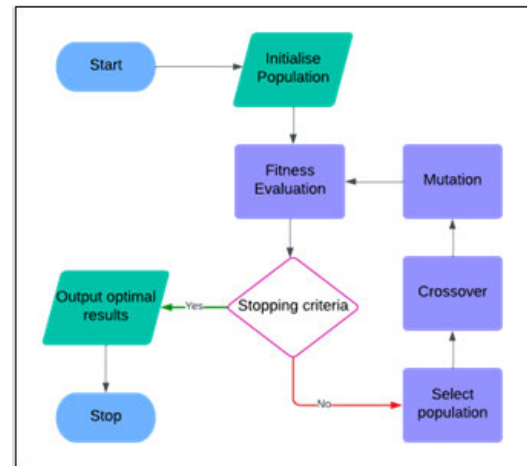 Start
Initialise
Population
Fitness
Evaluation
Mutation
Output optimal
results
Yes
Stopping criteria
Crossover
No
Stop
Select
population